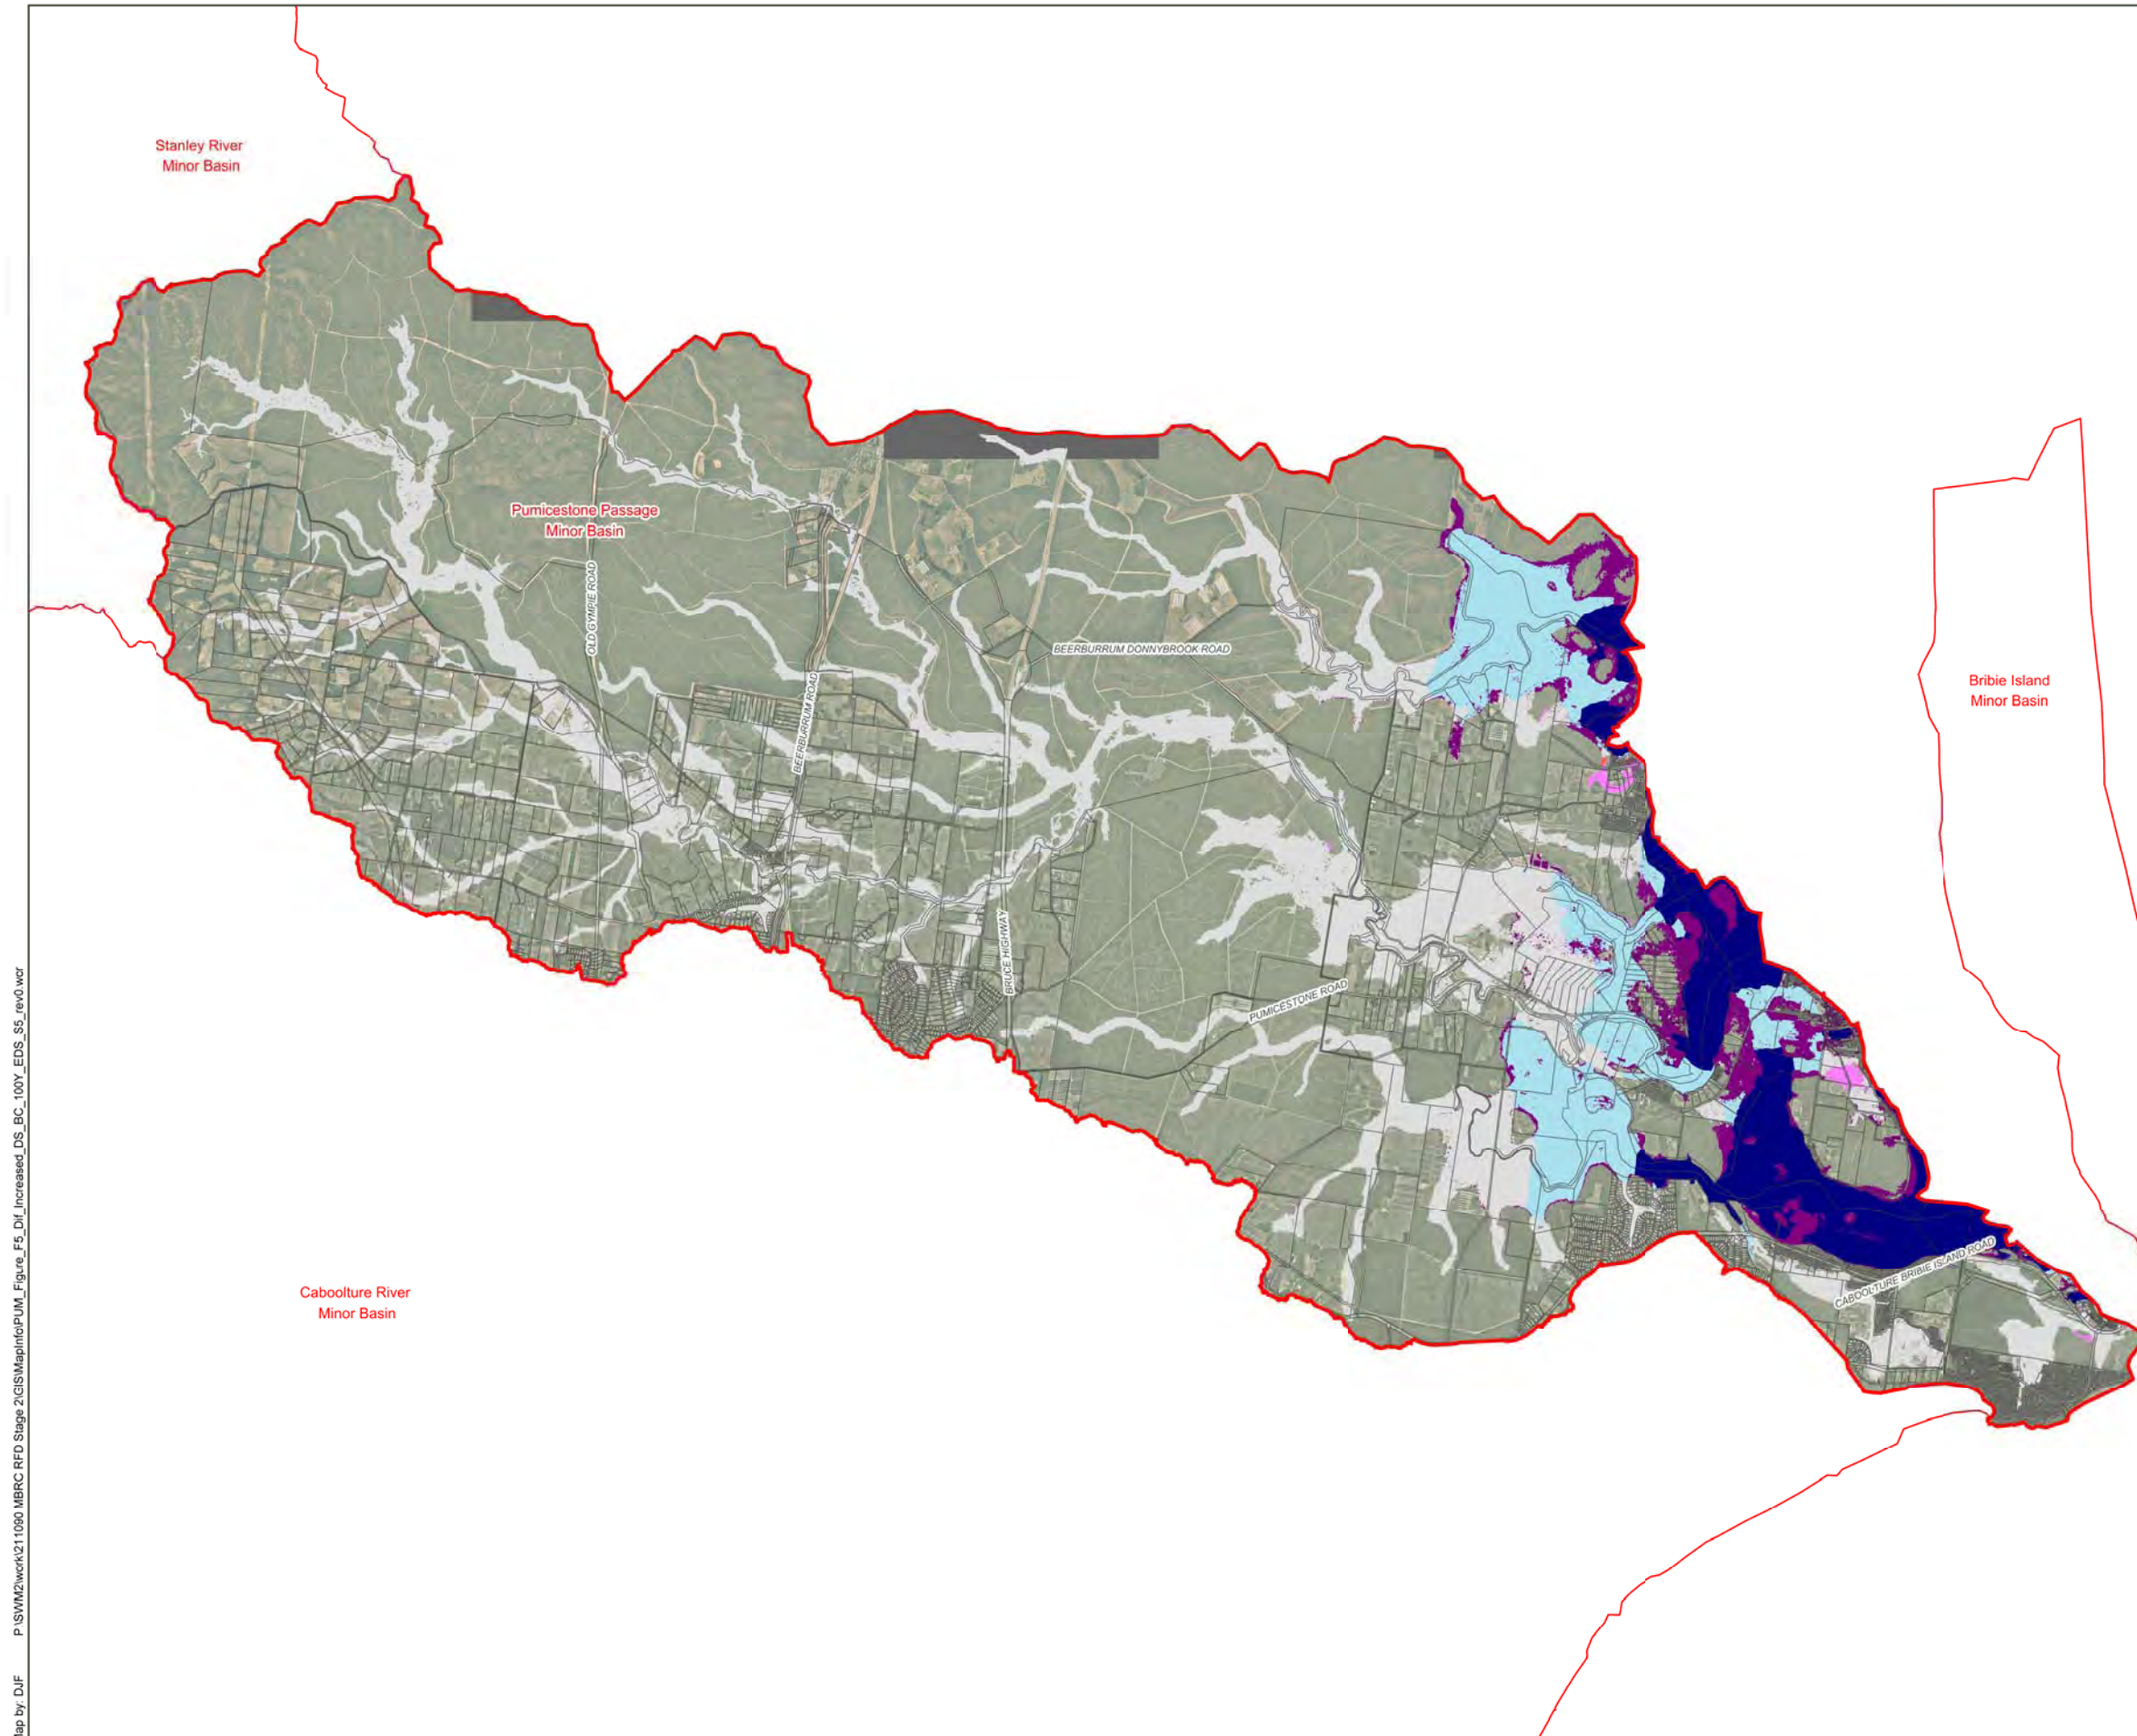 Stanley River
Minor Basin
Pumicestone Passage
Minor Basin
OLD GYMPIE ROAD
BEERBURRUM ROAD
BEERBURRUM DONNYBROOK ROAD
Bribie Island
Minor Basin
BRUCE HIGHWAY
PUMICESTONE ROAD
CABOOLTURE BRIBIE ISLAND ROAD
Caboolture River
Minor Basin
Map by: DJF P:\SWM2\work\211090 MBRC RFD Stage 2\GIS\MapInfo\PUM_Figure_F5_Dif_Increased_DS_BC_100Y_EDS_S5_rev0.wor